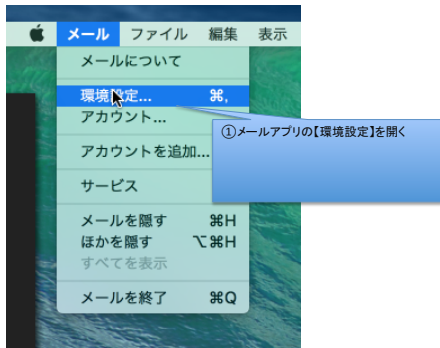 メール ファイル 編集 表示
メールについて
環境設定... ⌘,
①メールアプリの【環境設定】を開く
アカウント...
アカウントを追加...
サービス
メールを隠す ⌘H
ほかを隠す ⌥⌘H
すべてを表示
メールを終了 ⌘Q